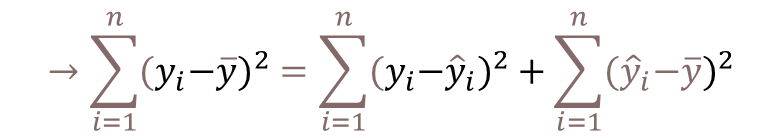 → ∑_{i=1}^{n} (y_i − ȳ)² = ∑_{i=1}^{n} (y_i − ŷ_i)² + ∑_{i=1}^{n} (ŷ_i − ȳ)²